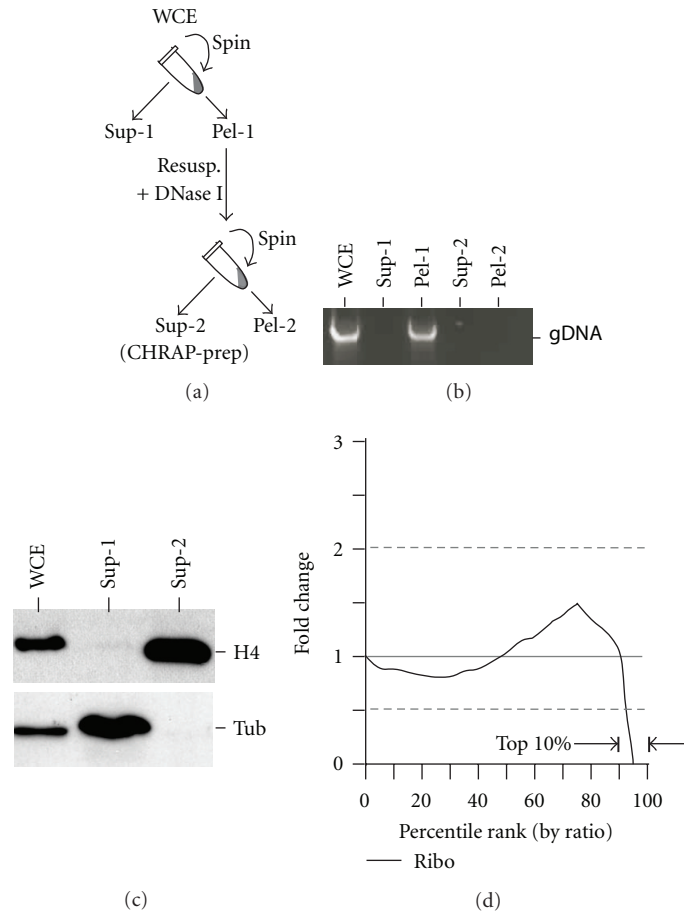 WCE
Spin
Sup-1
Pel-1
Resusp.
+ DNase I
Spin
Sup-2
Pel-2
(CHRAP-prep)
(a)
WCE
Sup-1
Pel-1
Sup-2
Pel-2
gDNA
(b)
WCE
Sup-1
Sup-2
H4
Tub
(c)
Fold change
3
2
1
0
Top 10%
0 20 40 60 80 100
Percentile rank (by ratio)
Ribo
(d)